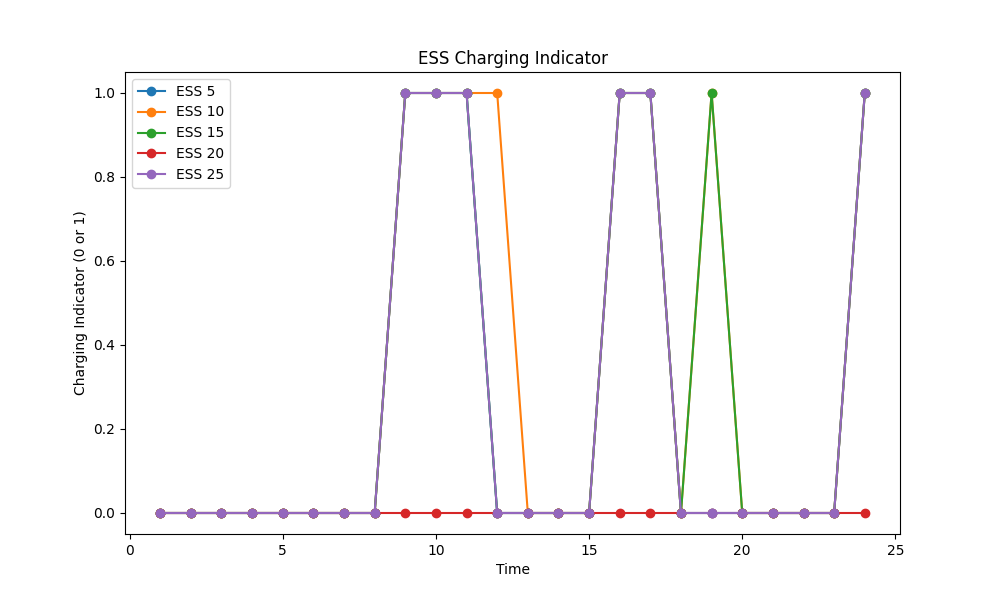 ESS Charging Indicator
ESS 5
ESS 10
ESS 15
ESS 20
ESS 25
Charging Indicator (0 or 1)
1.0
0.8
0.6
0.4
0.2
0.0
0 5 10 15 20 25
Time